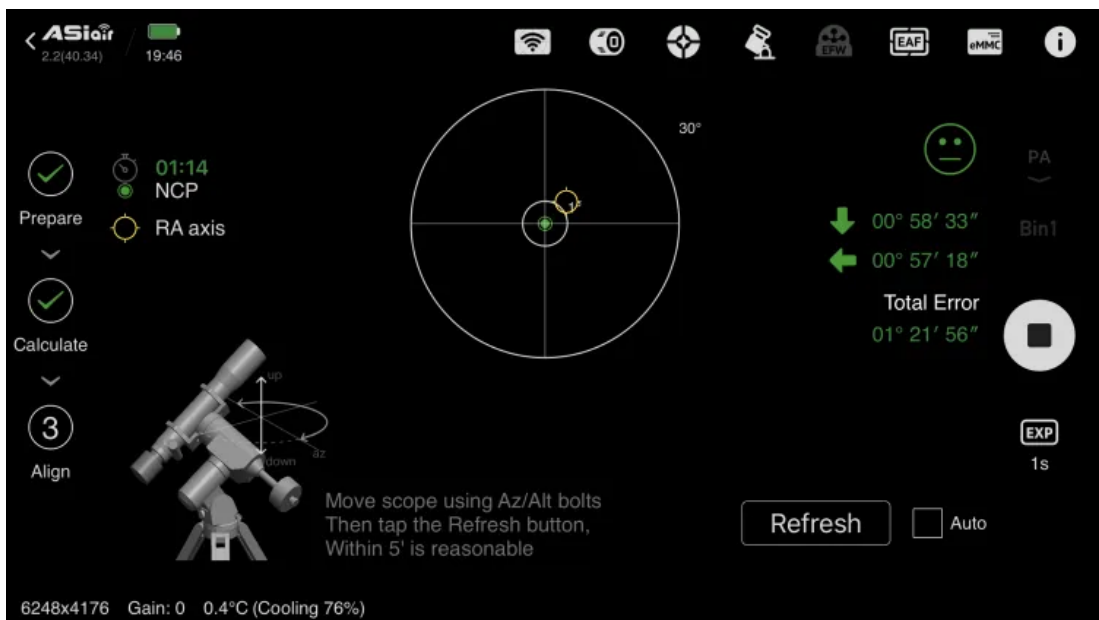 ASiair
2.2(40.34)
19:46
EFW
EAF
eMMC
i
30°
1°
01:14
NCP
RA axis
Prepare
Calculate
3
Align
up
down
az
Move scope using Az/Alt bolts
Then tap the Refresh button,
Within 5' is reasonable
00° 58′ 33″
00° 57′ 18″
Total Error
01° 21′ 56″
PA
Bin1
EXP
1s
Refresh
Auto
6248x4176 Gain: 0 0.4°C (Cooling 76%)